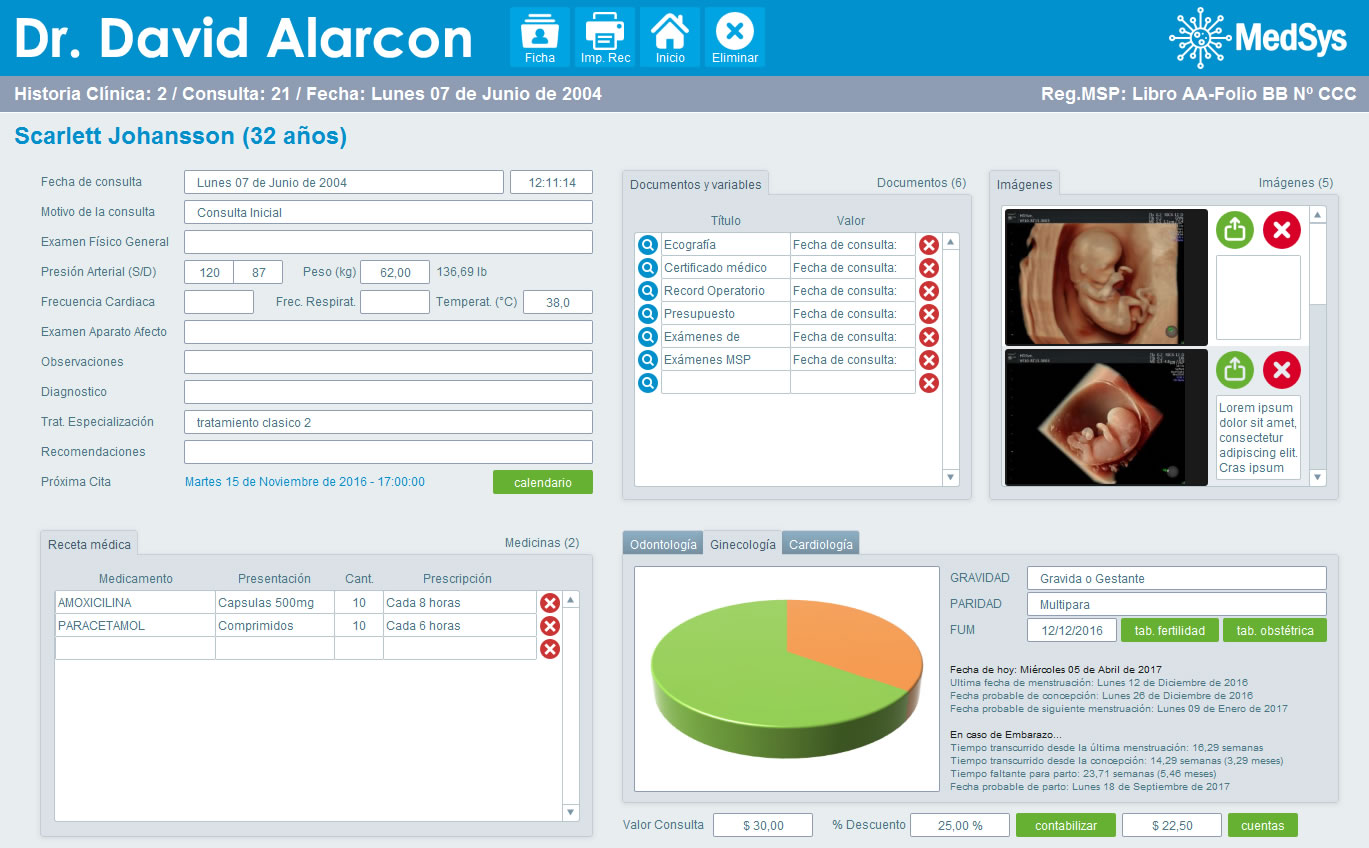 Dr. David Alarcon
Ficha
Imp. Rec
Inicio
Eliminar
MedSys
Historia Clínica: 2 / Consulta: 21 / Fecha: Lunes 07 de Junio de 2004
Reg.MSP: Libro AA-Folio BB Nº CCC
Scarlett Johansson (32 años)
Fecha de consulta Lunes 07 de Junio de 2004 12:11:14
Motivo de la consulta Consulta Inicial
Examen Físico General
Presión Arterial (S/D) 120 87 Peso (kg) 62,00 136,69 lb
Frecuencia Cardiaca Frec. Respirat. Temperat. (°C) 38,0
Examen Aparato Afecto
Observaciones
Diagnostico
Trat. Especialización tratamiento clasico 2
Recomendaciones
Próxima Cita Martes 15 de Noviembre de 2016 - 17:00:00 calendario
Documentos y variables Documentos (6)
Título Valor
Ecografía Fecha de consulta:
Certificado médico Fecha de consulta:
Record Operatorio Fecha de consulta:
Presupuesto Fecha de consulta:
Exámenes de Fecha de consulta:
Exámenes MSP Fecha de consulta:
Imágenes Imágenes (5)
Lorem ipsum
dolor sit amet,
consectetur
adipiscing elit.
Cras ipsum
Receta médica Medicinas (2)
Medicamento Presentación Cant. Prescripción
AMOXICILINA Capsulas 500mg 10 Cada 8 horas
PARACETAMOL Comprimidos 10 Cada 6 horas
Odontología Ginecología Cardiología
GRAVIDAD Gravida o Gestante
PARIDAD Multipara
FUM 12/12/2016 tab. fertilidad tab. obstétrica
Fecha de hoy: Miércoles 05 de Abril de 2017
Ultima fecha de menstruación: Lunes 12 de Diciembre de 2016
Fecha probable de concepción: Lunes 26 de Diciembre de 2016
Fecha probable de siguiente menstruación: Lunes 09 de Enero de 2017
En caso de Embarazo...
Tiempo transcurrido desde la última menstruación: 16,29 semanas
Tiempo transcurrido desde la concepción: 14,29 semanas (3,29 meses)
Tiempo faltante para parto: 23,71 semanas (5,46 meses)
Fecha probable de parto: Lunes 18 de Septiembre de 2017
Valor Consulta $ 30,00 % Descuento 25,00 % contabilizar $ 22,50 cuentas